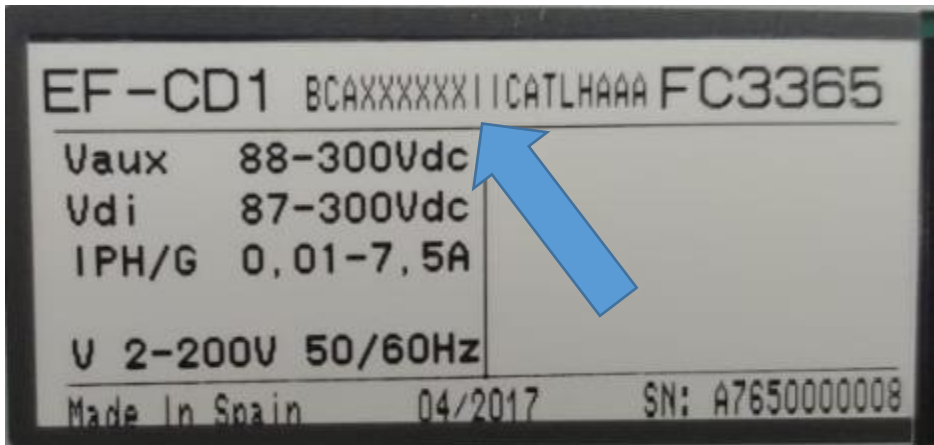 EF-CD1 BCAXXXXXXIIICATLHAAA FC3365
Vaux 88-300Vdc
Vdi 87-300Vdc
IPH/G 0,01-7,5A
V 2-200V 50/60Hz
Made In Spain 04/2017 SN: A7650000008